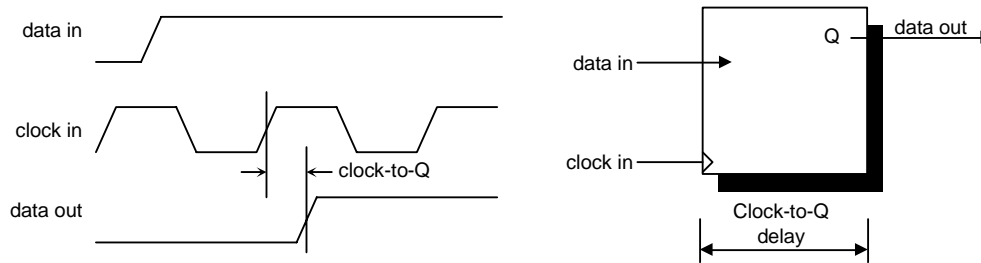 data in
clock in
clock-to-Q
data out
Q
data out
data in
clock in
Clock-to-Q
delay